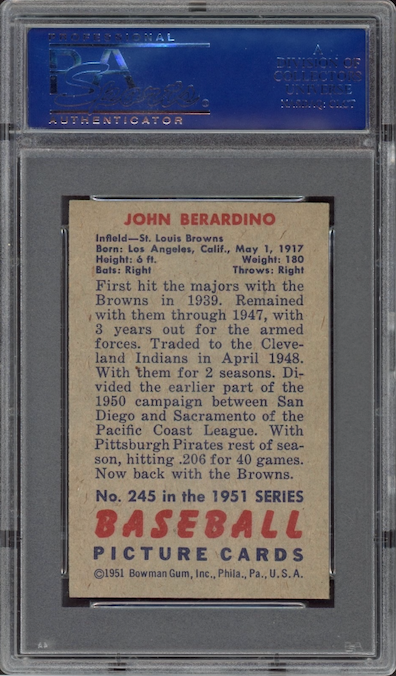 PROFESSIONAL
PSA
AUTHENTICATOR
A
DIVISION OF
COLLECTORS
UNIVERSE
JOHN BERARDINO
Infield—St. Louis Browns
Born: Los Angeles, Calif., May 1, 1917
Height: 6 ft. Weight: 180
Bats: Right Throws: Right
First hit the majors with the
Browns in 1939. Remained
with them through 1947, with
3 years out for the armed
forces. Traded to the Cleve-
land Indians in April 1948.
With them for 2 seasons. Di-
vided the earlier part of the
1950 campaign between San
Diego and Sacramento of the
Pacific Coast League. With
Pittsburgh Pirates rest of sea-
son, hitting .206 for 40 games.
Now back with the Browns.
No. 245 in the 1951 SERIES
BASEBALL
PICTURE CARDS
©1951 Bowman Gum, Inc., Phila., Pa., U.S.A.